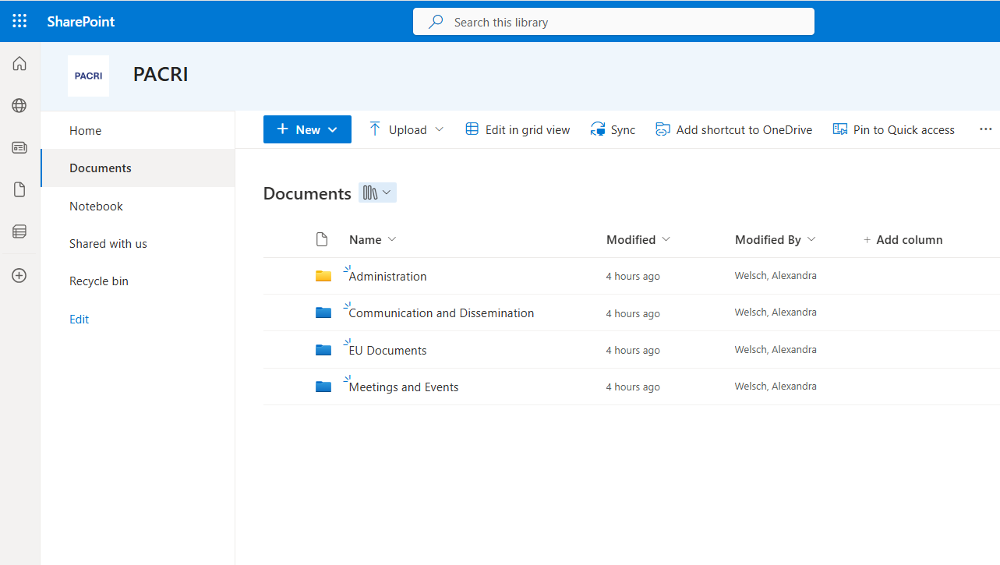 SharePoint
Search this library
PACRI
PACRI
Home
Documents
Notebook
Shared with us
Recycle bin
Edit
New
Upload
Edit in grid view
Sync
Add shortcut to OneDrive
Pin to Quick access
Documents
Name
Modified
Modified By
Add column
Administration
4 hours ago
Welsch, Alexandra
Communication and Dissemination
4 hours ago
Welsch, Alexandra
EU Documents
4 hours ago
Welsch, Alexandra
Meetings and Events
4 hours ago
Welsch, Alexandra